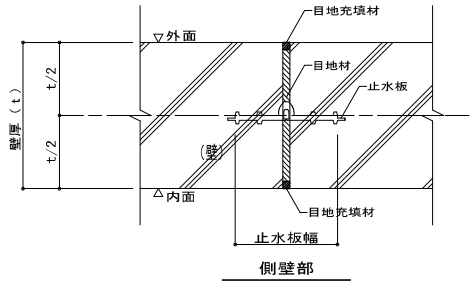 目地充填材
外面
目地材
止水板
t/2
壁厚(t)
t/2
(壁)
内面
目地充填材
止水板幅
側壁部